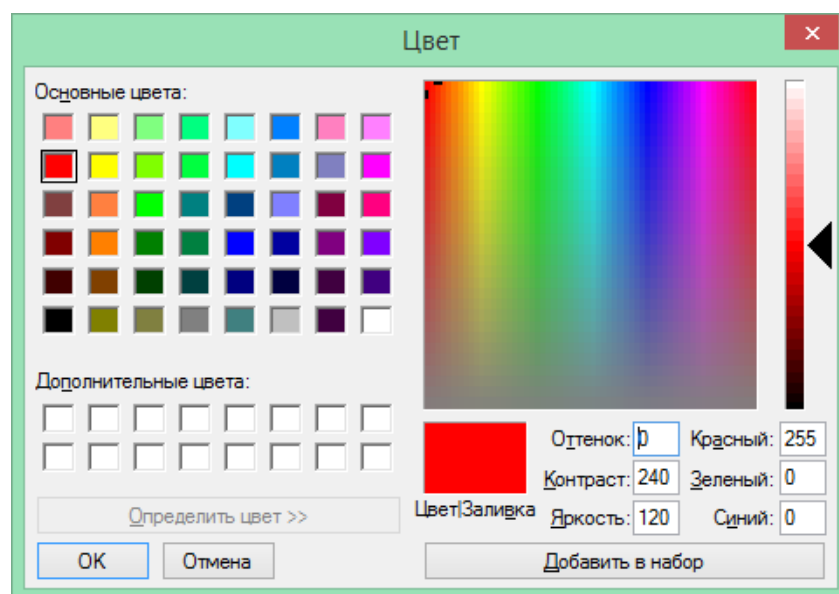 Цвет
Основные цвета:
Дополнительные цвета:
Определить цвет >>
OK
Отмена
Цвет|Заливка
Оттенок: 0
Контраст: 240
Яркость: 120
Красный: 255
Зеленый: 0
Синий: 0
Добавить в набор